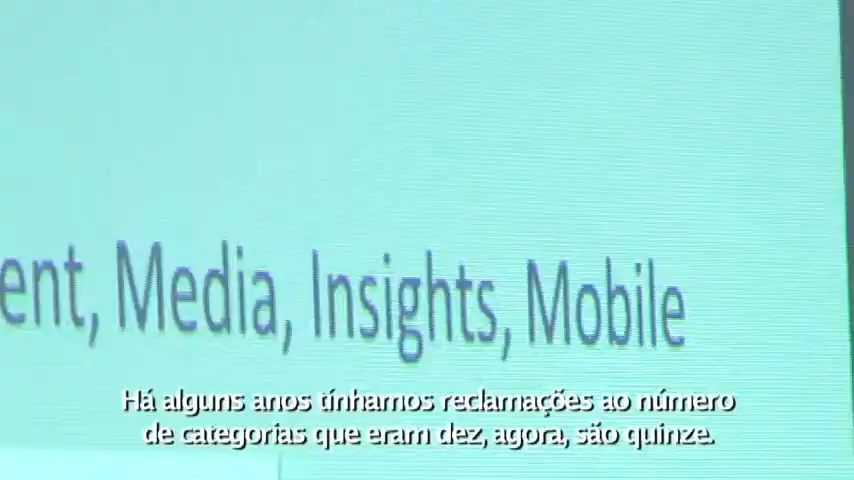 ent, Media, Insights, Mobile
Há alguns anos tínhamos reclamações ao número
de categorias que eram dez, agora, são quinze.